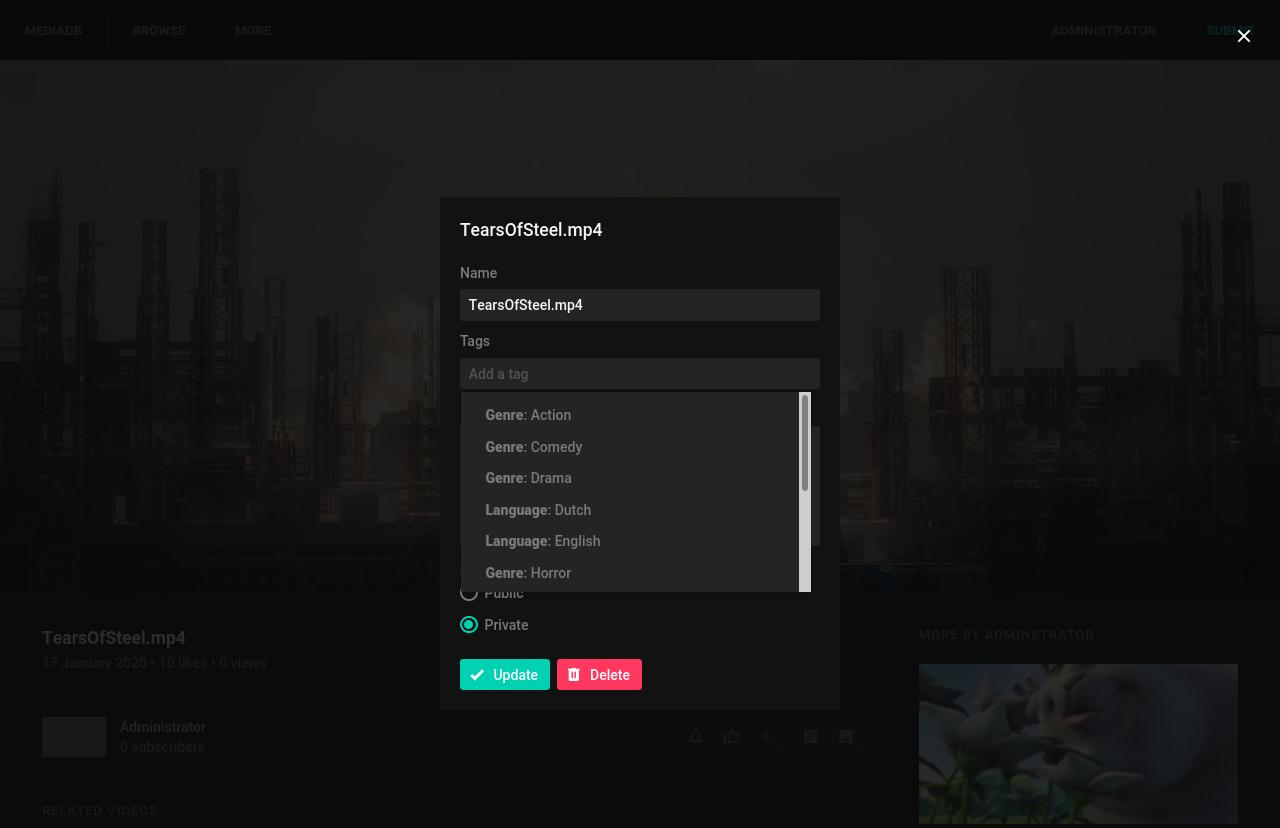 MEDIADB BROWSE MORE ADMINISTRATOR SUBMIT
TearsOfSteel.mp4
Name
TearsOfSteel.mp4
Tags
Add a tag
Genre: Action
Genre: Comedy
Genre: Drama
Language: Dutch
Language: English
Genre: Horror
Public
Private
Update Delete
TearsOfSteel.mp4
17 January 2020 • 10 likes • 0 views
Administrator
0 subscribers
RELATED VIDEOS
MORE BY ADMINSTRATOR